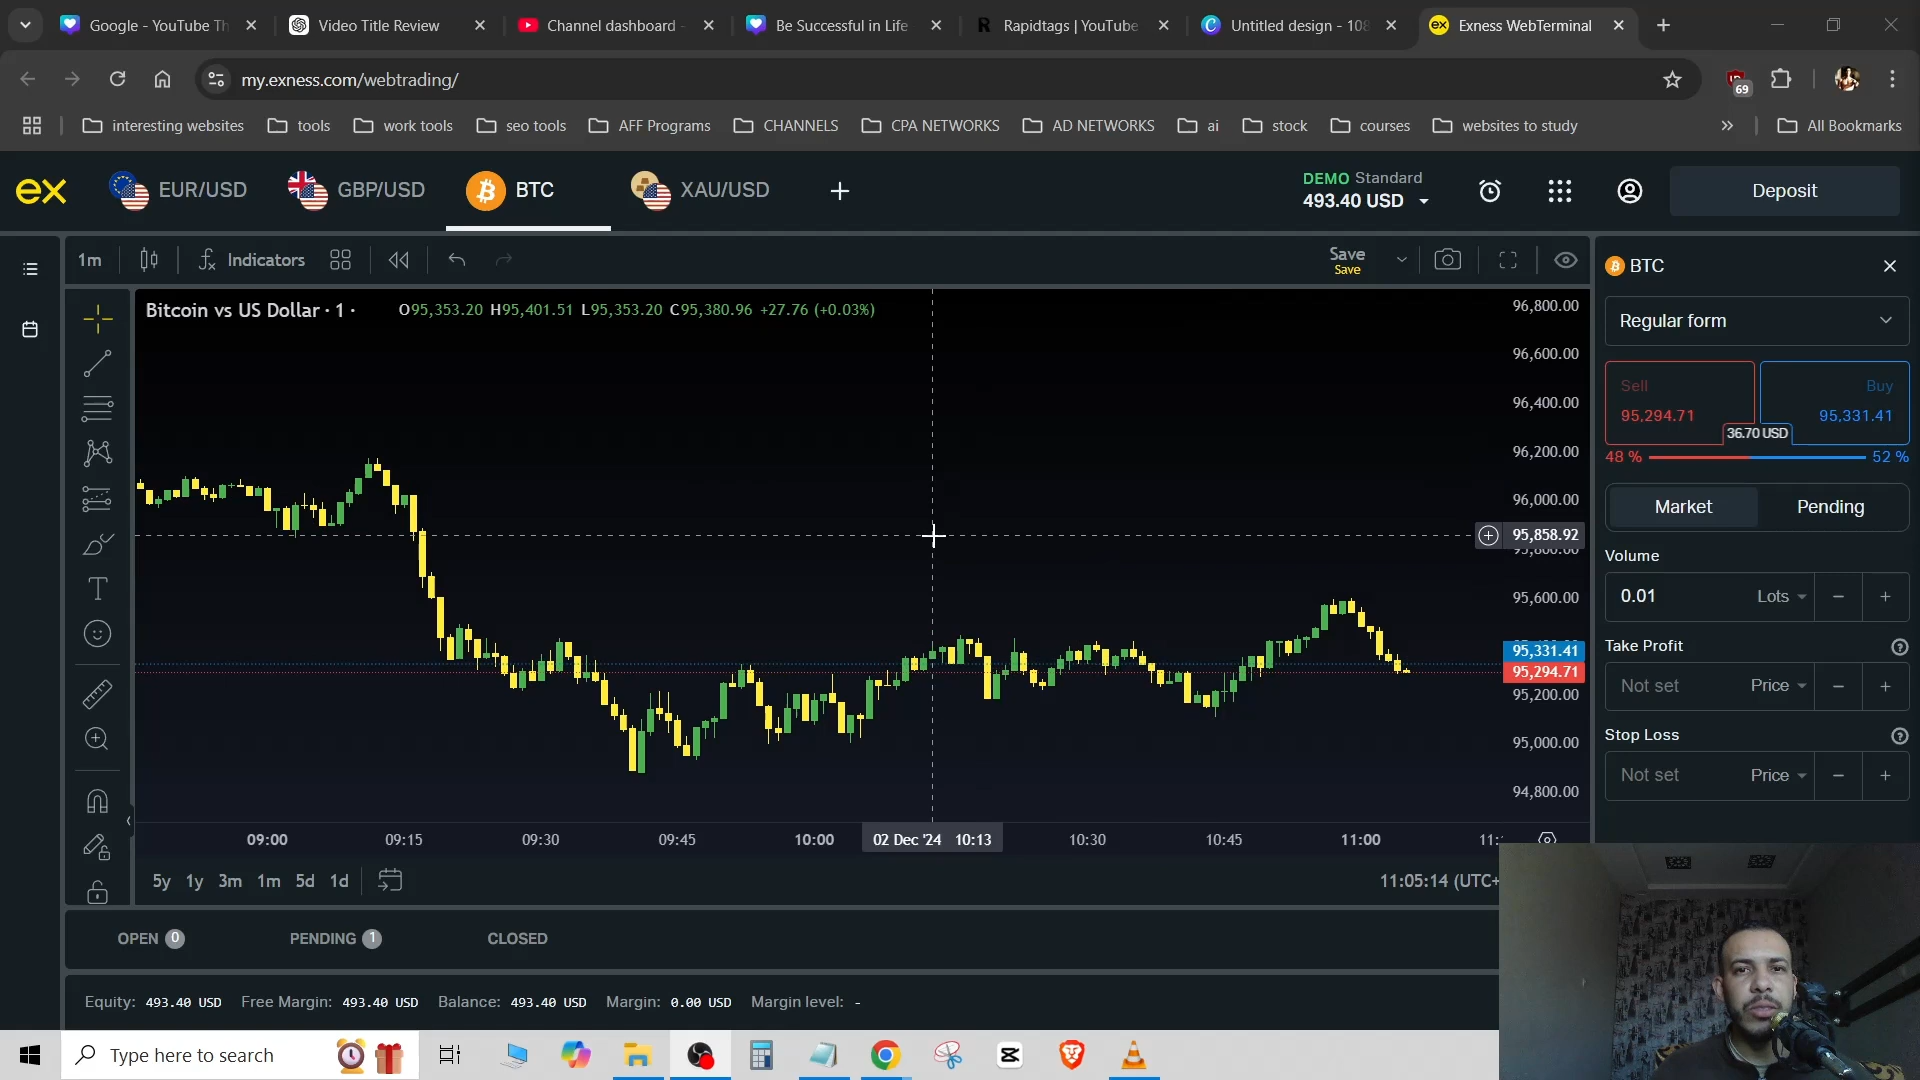 Google - YouTube Th
Video Title Review
Channel dashboard -
Be Successful in Life
Rapidtags | YouTube
Untitled design - 108
Exness WebTerminal
my.exness.com/webtrading/
69
interesting websites
tools
work tools
seo tools
AFF Programs
CHANNELS
CPA NETWORKS
AD NETWORKS
ai
stock
courses
websites to study
All Bookmarks
ex
EUR/USD
GBP/USD
BTC
XAU/USD
DEMO Standard
493.40 USD
Deposit
1m
Indicators
Save
Save
BTC
Bitcoin vs US Dollar · 1 ·
O95,353.20 H95,401.51 L95,353.20 C95,380.96 +27.76 (+0.03%)
96,800.00
96,600.00
96,400.00
96,200.00
96,000.00
95,858.92
95,600.00
95,331.41
95,294.71
95,200.00
95,000.00
94,800.00
Regular form
Sell
95,294.71
Buy
95,331.41
36.70 USD
48 %
52 %
Market
Pending
Volume
0.01
Lots
Take Profit
Not set
Price
Stop Loss
Not set
Price
09:00
09:15
09:30
09:45
10:00
02 Dec '24 10:13
10:30
10:45
11:00
5y
1y
3m
1m
5d
1d
11:05:14 (UTC+
OPEN 0
PENDING 1
CLOSED
Equity: 493.40 USD
Free Margin: 493.40 USD
Balance: 493.40 USD
Margin: 0.00 USD
Margin level: -
Type here to search